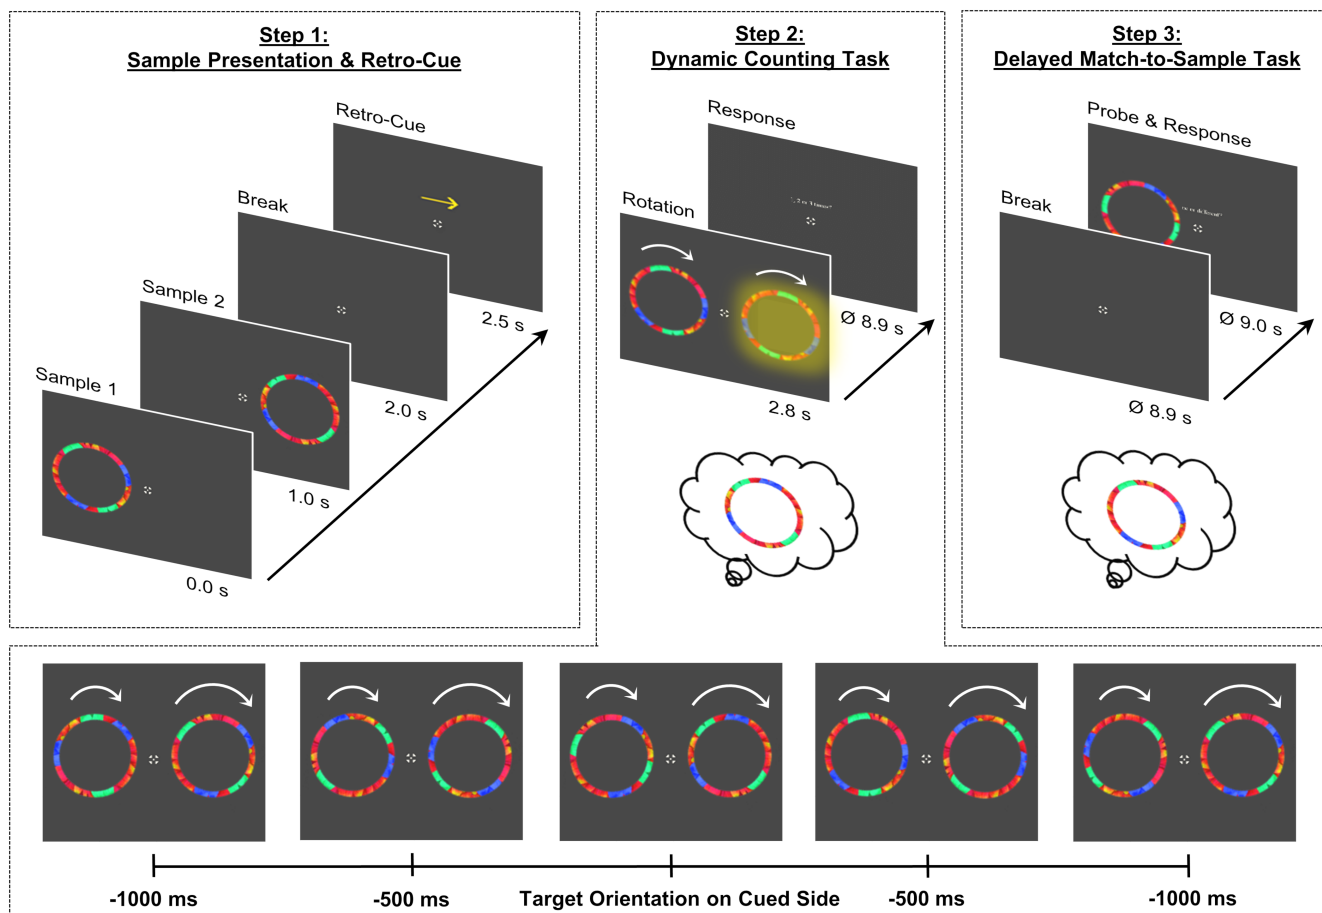 Step 1:
Sample Presentation & Retro-Cue
Retro-Cue
Break
Sample 2
Sample 1
2.5 s
2.0 s
1.0 s
0.0 s
Step 2:
Dynamic Counting Task
Response
Rotation
Ø 8.9 s
2.8 s
Step 3:
Delayed Match-to-Sample Task
Probe & Response
Break
different?
Ø 9.0 s
Ø 8.9 s
-1000 ms
-500 ms
Target Orientation on Cued Side
-500 ms
-1000 ms